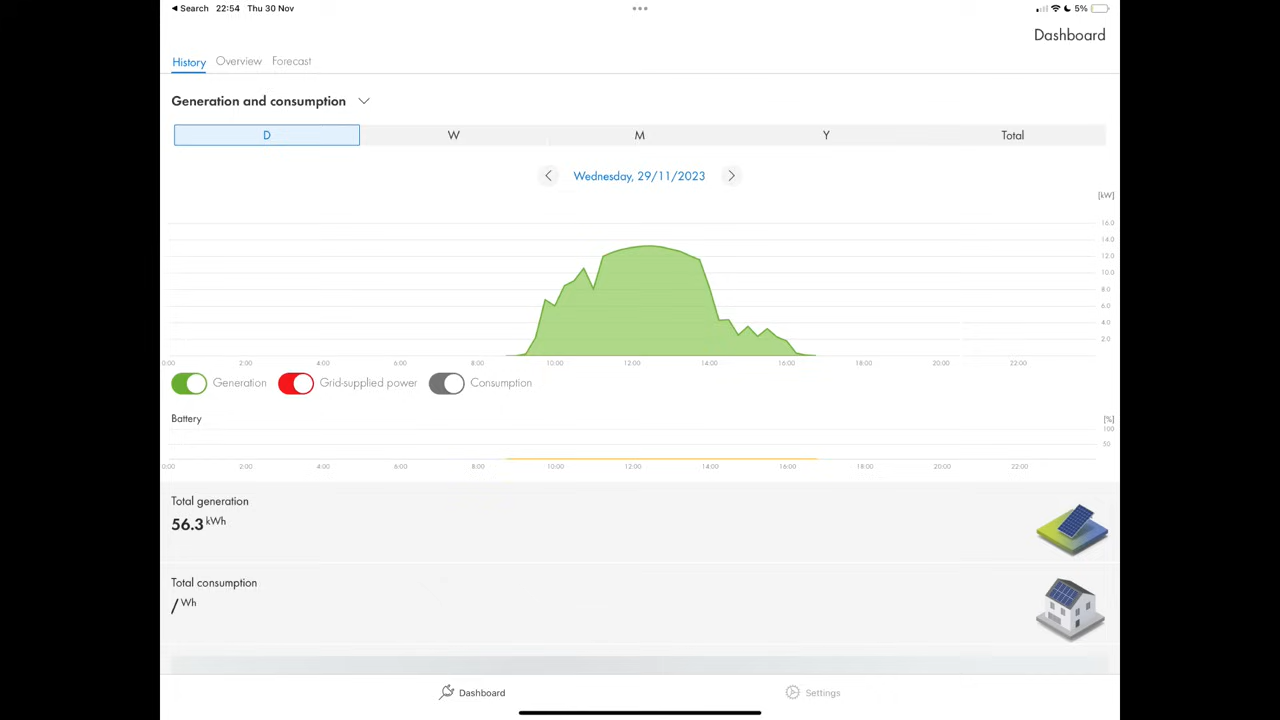 Search 22:54 Thu 30 Nov 5%
Dashboard
History Overview Forecast
Generation and consumption
D W M Y Total
Wednesday, 29/11/2023
[kW]
16.0
14.0
12.0
10.0
8.0
6.0
4.0
2.0
0:00 2:00 4:00 6:00 8:00 10:00 12:00 14:00 16:00 18:00 20:00 22:00
Generation Grid-supplied power Consumption
Battery [%]
100
50
0:00 2:00 4:00 6:00 8:00 10:00 12:00 14:00 16:00 18:00 20:00 22:00
Total generation
56.3 kWh
Total consumption
/ Wh
Dashboard Settings